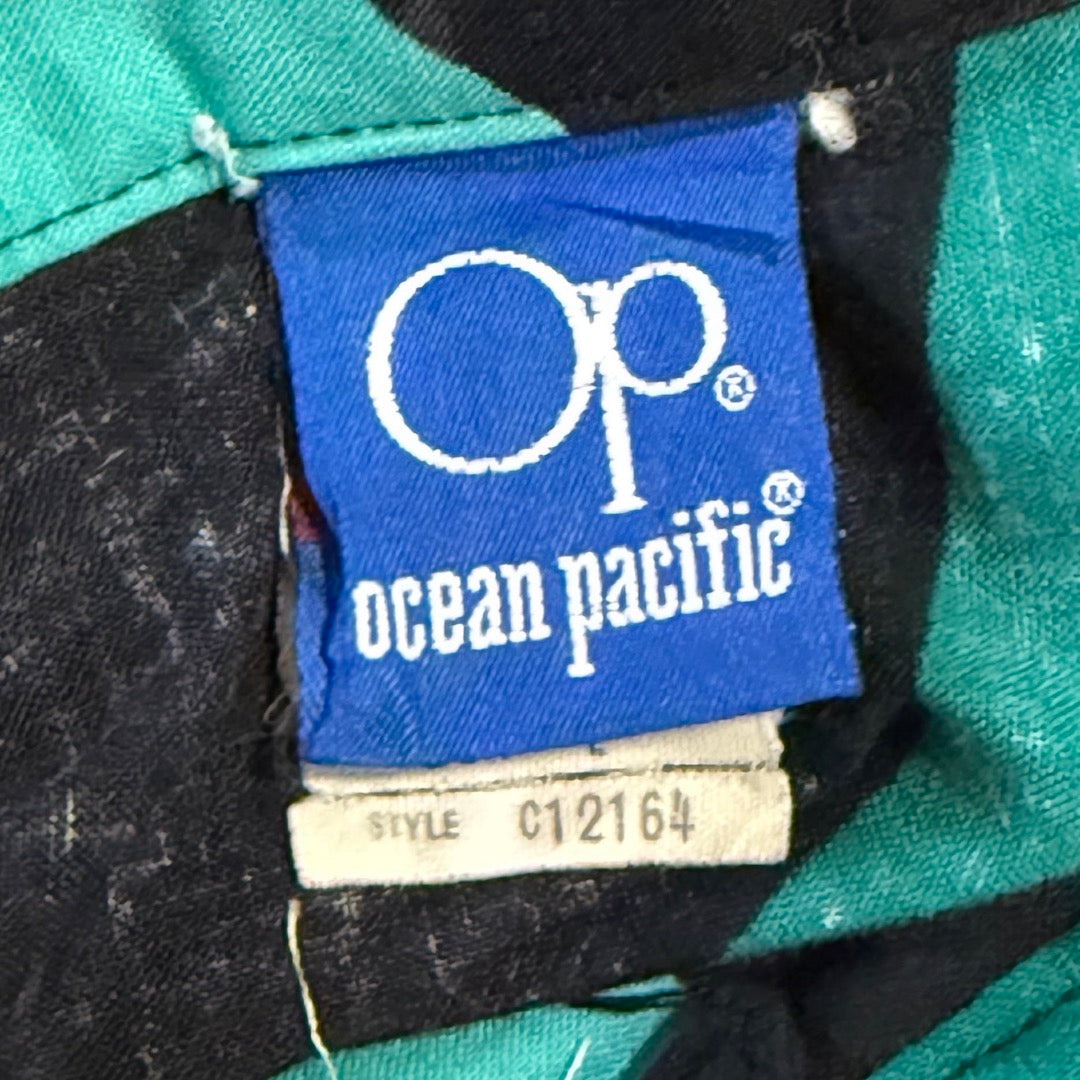 Op®
ocean pacific®
STYLE C12164